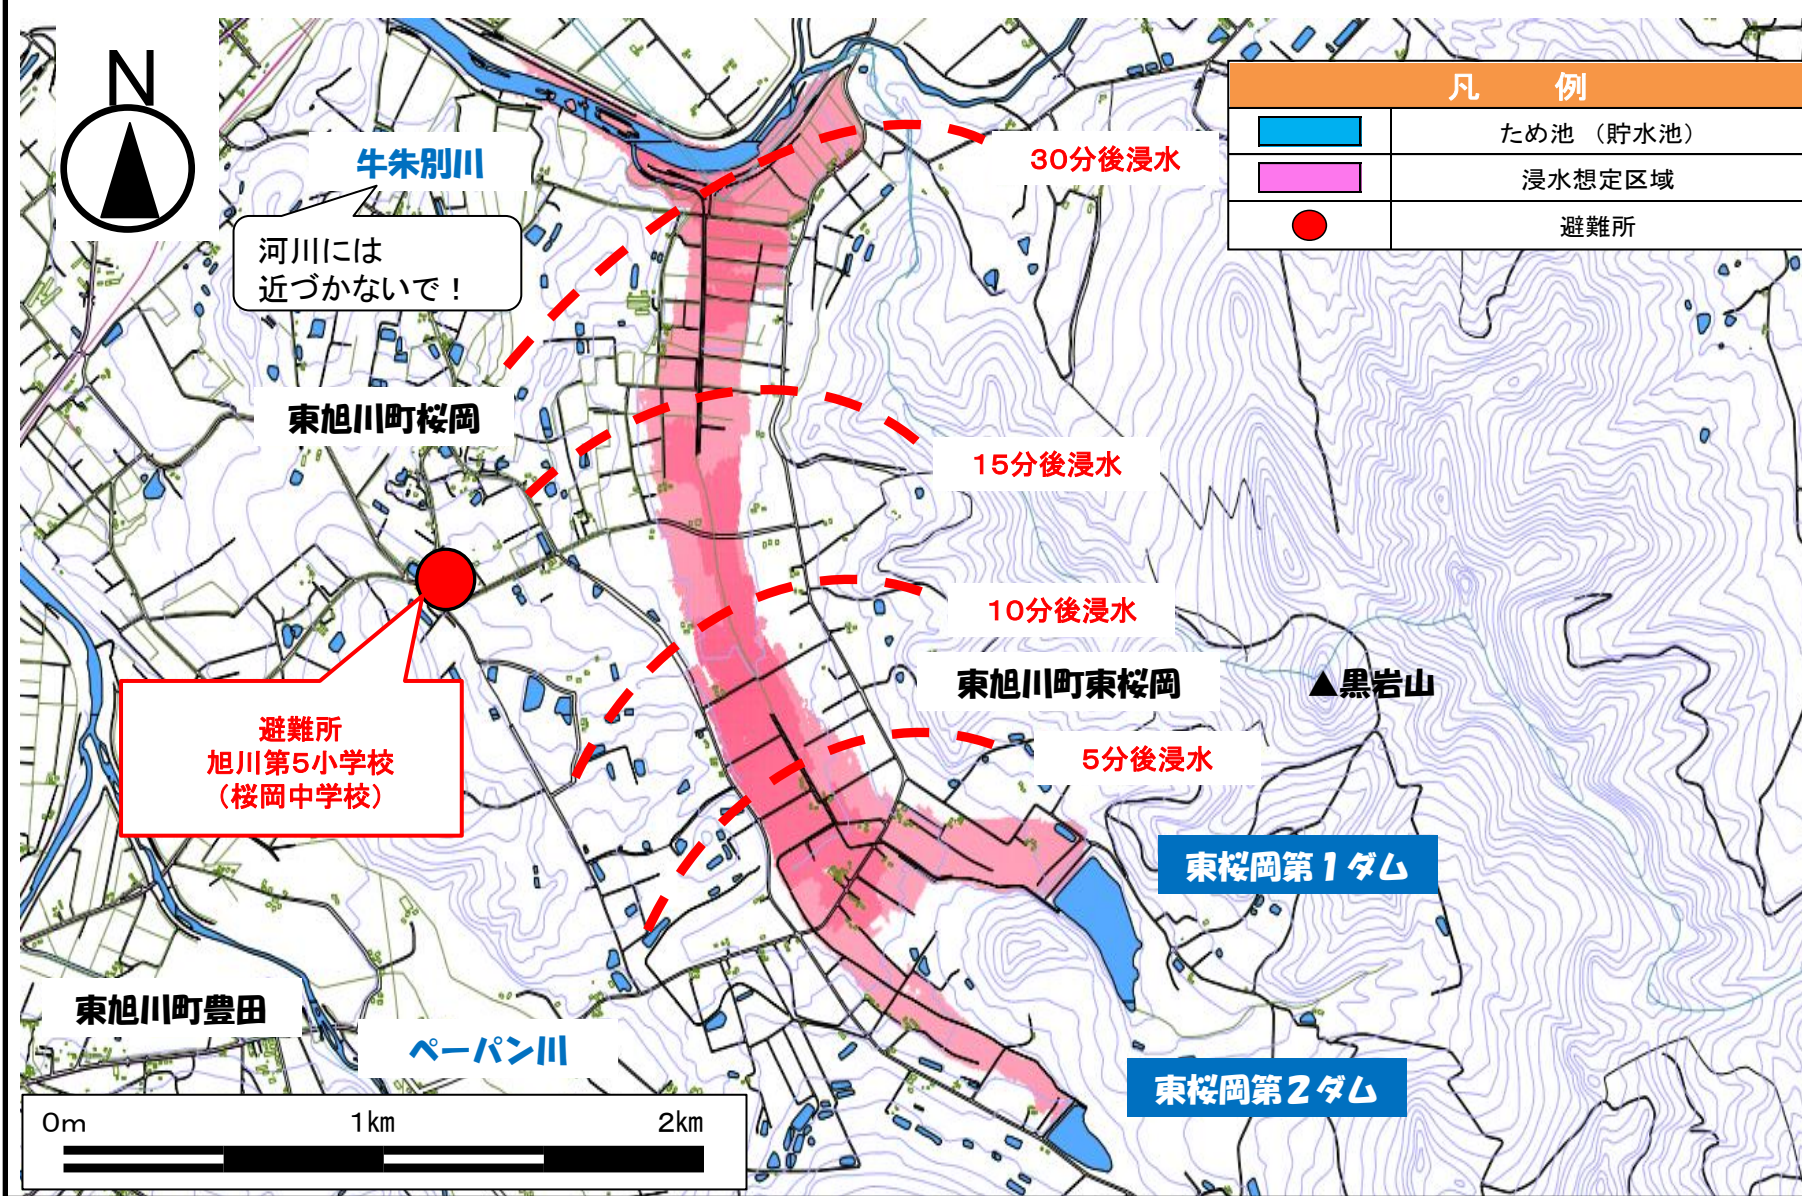 N
凡　例
ため池 （貯水池）
浸水想定区域
避難所
牛朱別川
河川には
近づかないで！
30分後浸水
東旭川町桜岡
15分後浸水
10分後浸水
東旭川町東桜岡
▲黒岩山
避難所
旭川第5小学校
（桜岡中学校）
5分後浸水
東桜岡第１ダム
東旭川町豊田
ペーパン川
東桜岡第２ダム
0m 1km 2km